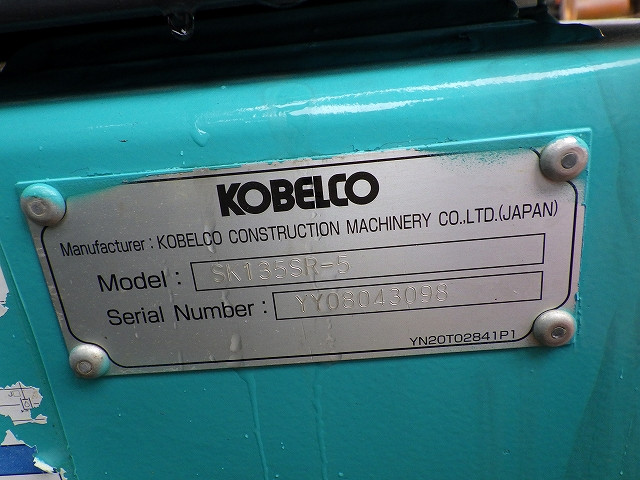 KOBELCO
Manufacturer : KOBELCO CONSTRUCTION MACHINERY CO.,LTD.(JAPAN)
Model : SK135SR-5
Serial Number : YY08043098
YN20T02841P1